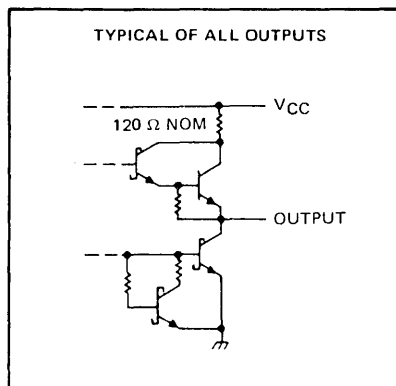 TYPICAL OF ALL OUTPUTS
VCC
120 Ω NOM
OUTPUT